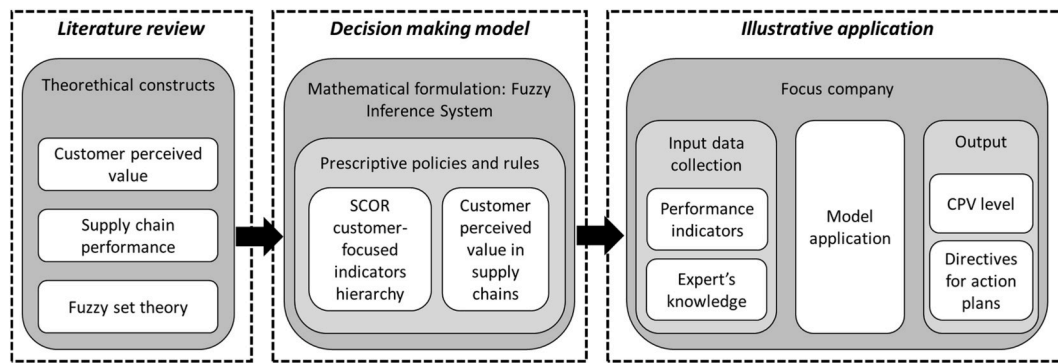 Literature review
Theorethical constructs
Customer perceived
value
Supply chain
performance
Fuzzy set theory
Decision making model
Mathematical formulation: Fuzzy
Inference System
Prescriptive policies and rules
SCOR
customer-
focused
indicators
hierarchy
Customer
perceived
value in
supply
chains
Illustrative application
Focus company
Input data
collection
Performance
indicators
Expert's
knowledge
Model
application
Output
CPV level
Directives
for action
plans